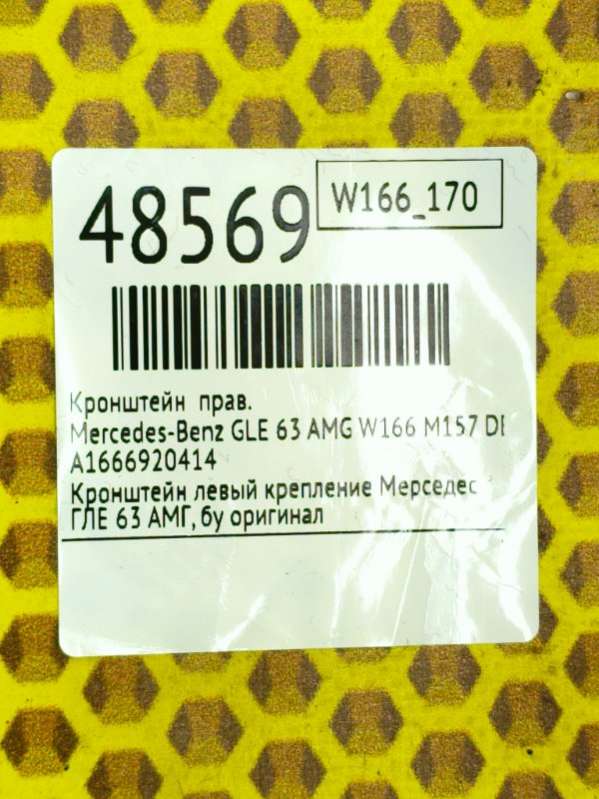 48569
W166_170
Кронштейн прав.
Mercedes-Benz GLE 63 AMG W166 M157 DE
A1666920414
Кронштейн левый крепление Мерседес
ГЛЕ 63 АМГ, бу оригинал